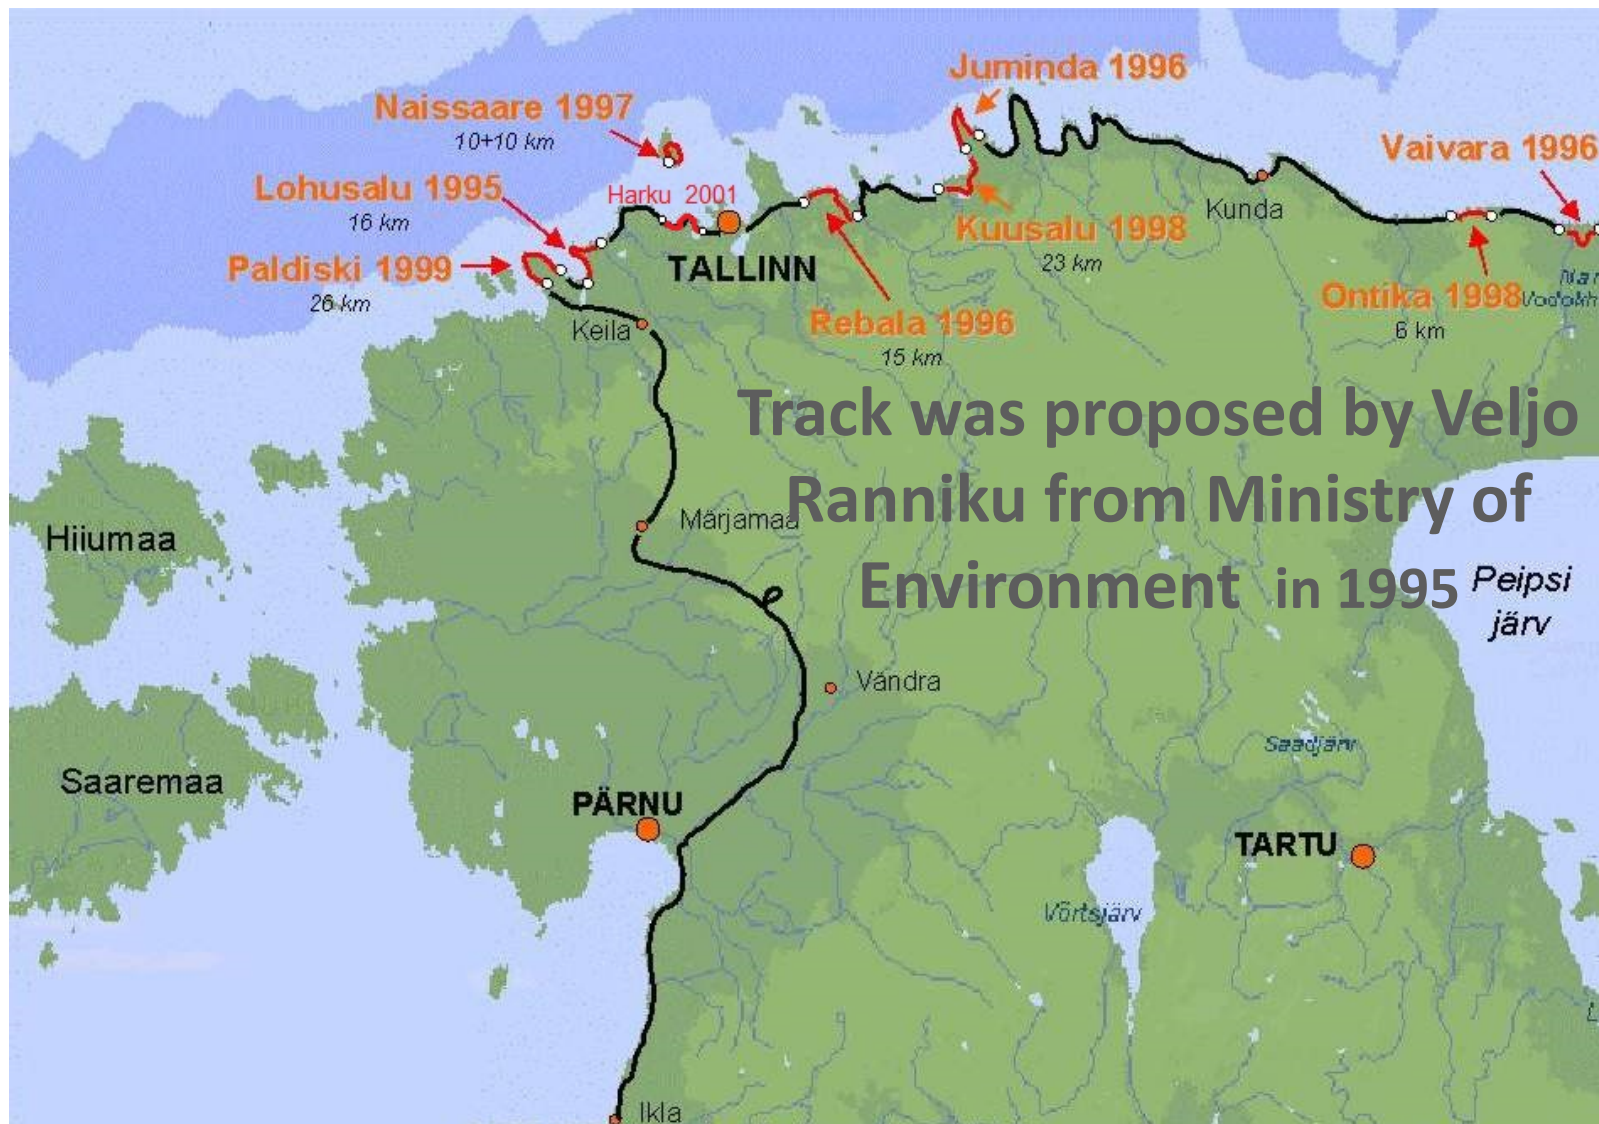 Juminda 1996
Naissaare 1997
10+10 km
Vaivara 1996
Lohusalu 1995
16 km
Harku 2001
Kunda
Kuusalu 1998
23 km
Paldiski 1999
26 km
TALLINN
Ontika 1998
6 km
Vodokh
Rebala 1996
15 km
Keila
Track was proposed by Veljo
Ranniku from Ministry of
Environment in 1995
Märjamaa
Hiiumaa
Peipsi
järv
Vändra
Saadjärv
Saaremaa
PÄRNU
TARTU
Võrtsjärv
Ikla